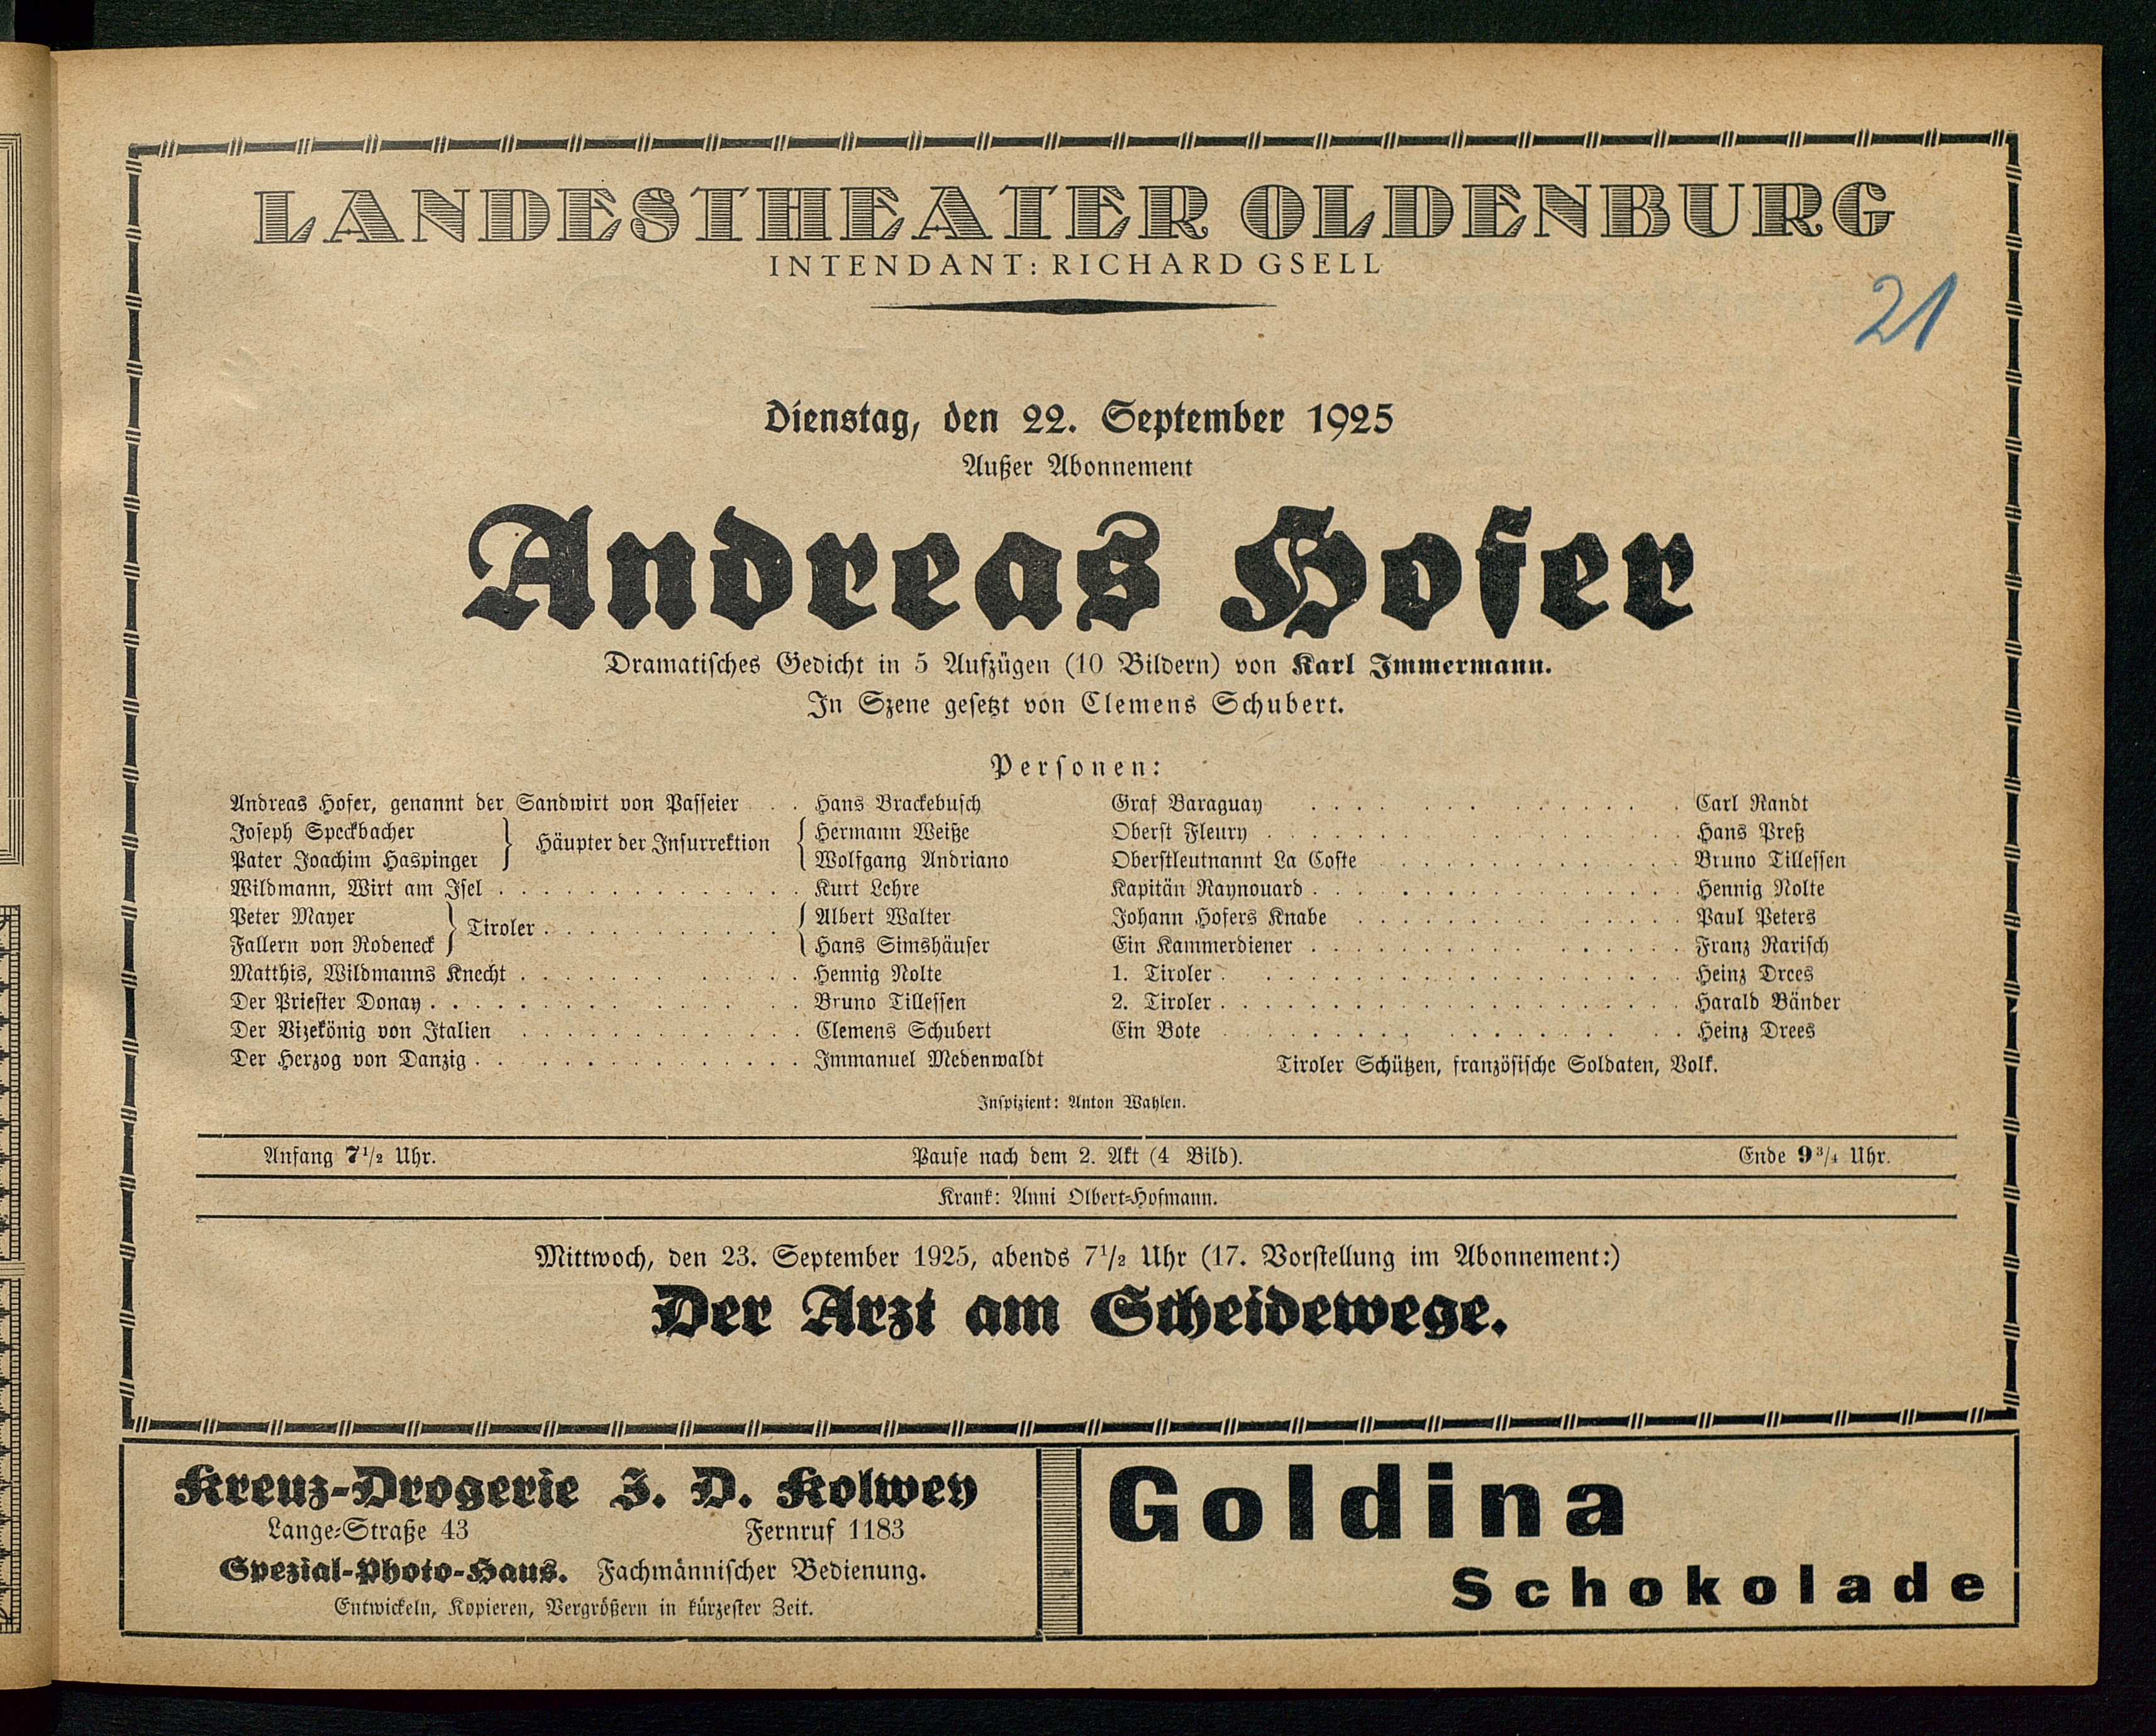 LANDESTHEATER OLDENBURG
INTENDANT: RICHARD GSELL
21
Dienstag, den 22. September 1925
Außer Abonnement
Andreas Hofer
Dramatisches Gedicht in 5 Aufzügen (10 Bildern) von Karl Immermann.
In Szene gesetzt von Clemens Schubert.
Personen:
Andreas Hofer, genannt der Sandwirt von Passeier . . Hans Brackebusch
Joseph Speckbacher } Häupter der Insurrektion { Hermann Weiße
Pater Joachim Haspinger } { Wolfgang Andriano
Wildmann, Wirt am Isel . . . Kurt Lehre
Peter Mayer } Tiroler . . . { Albert Walter
Fallern von Rodeneck } { Hans Simshäuser
Matthis, Wildmanns Knecht . . . Hennig Nolte
Der Priester Donay . . . Bruno Tillessen
Der Vizekönig von Italien . . . Clemens Schubert
Der Herzog von Danzig . . . Immanuel Medenwaldt
Graf Baraguay . . . Carl Randt
Oberst Fleury . . . Hans Preß
Oberstleutnannt La Coste . . . Bruno Tillessen
Kapitän Raynouard . . . Hennig Nolte
Johann Hofers Knabe . . . Paul Peters
Ein Kammerdiener . . . Franz Rarisch
1. Tiroler . . . Heinz Drees
2. Tiroler . . . Harald Bänder
Ein Bote . . . Heinz Drees
Tiroler Schützen, französische Soldaten, Volk.
Inspizient: Anton Wahlen.
Anfang 7 1/2 Uhr. Pause nach dem 2. Akt (4 Bild). Ende 9 3/4 Uhr.
Krank: Anni Olbert-Hofmann.
Mittwoch, den 23. September 1925, abends 7 1/2 Uhr (17. Vorstellung im Abonnement:)
Der Arzt am Scheidewege.
Kreuz-Drogerie J. D. Kolwey
Lange-Straße 43 Fernruf 1183
Spezial-Photo-Haus. Fachmännischer Bedienung.
Entwickeln, Kopieren, Vergrößern in kürzester Zeit.
Goldina
Schokolade